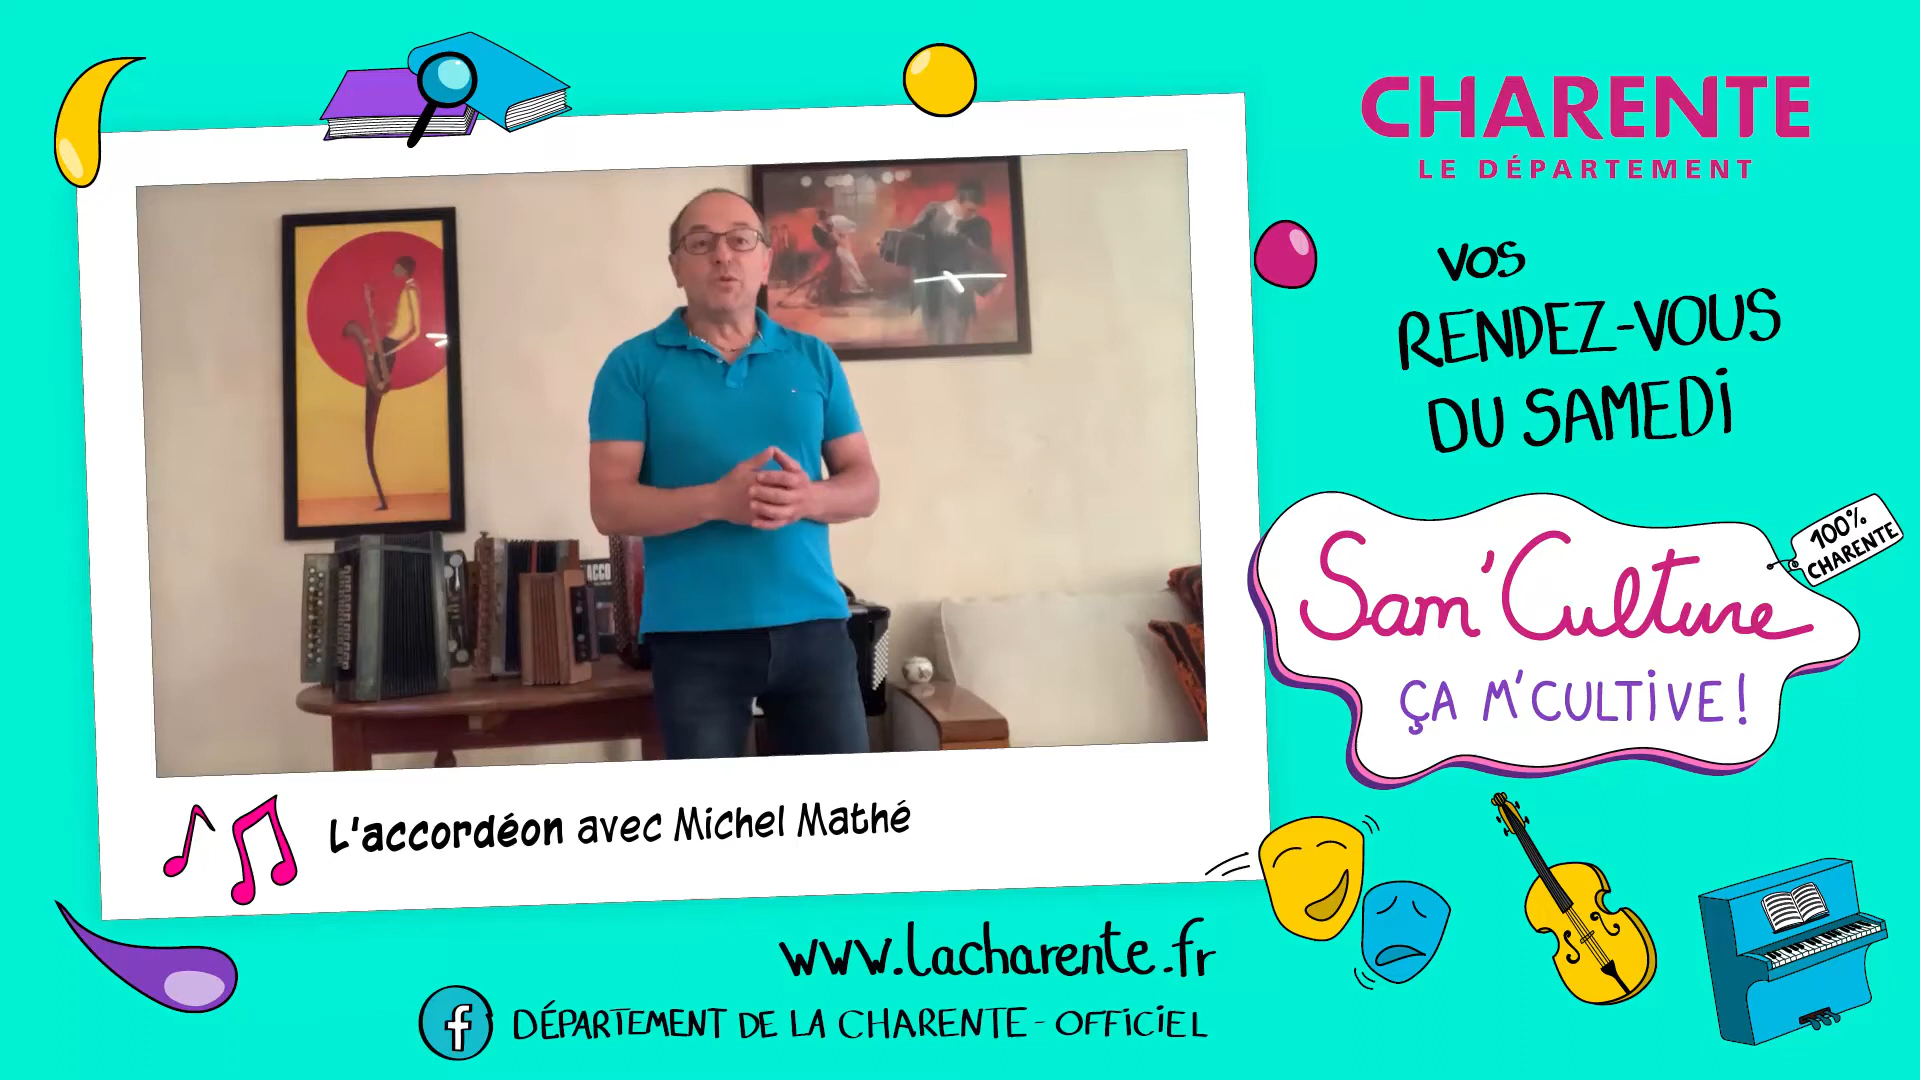 CHARENTE
LE DÉPARTEMENT
VOS
RENDEZ-VOUS
DU SAMEDI
100%
CHARENTE
Sam'Culture
ÇA M'CULTIVE !
ACCO
L'accordéon avec Michel Mathé
www.lacharente.fr
f DÉPARTEMENT DE LA CHARENTE - OFFICIEL